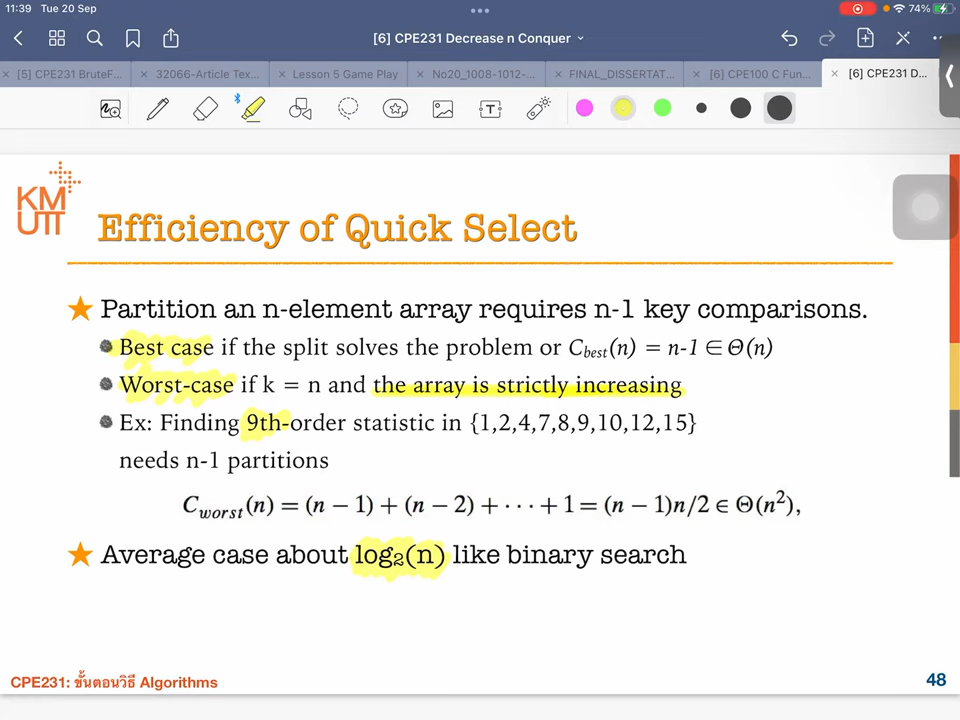 11:39 Tue 20 Sep
74%
[6] CPE231 Decrease n Conquer
[5] CPE231 BruteF...
32066-Article Tex...
Lesson 5 Game Play
No20_1008-1012-...
FINAL_DISSERTAT...
[6] CPE100 C Fun...
[6] CPE231 D...
KM
UTT
Efficiency of Quick Select
Partition an n-element array requires n-1 key comparisons.
Best case if the split solves the problem or C_best(n) = n-1 ∈ Θ(n)
Worst-case if k = n and the array is strictly increasing
Ex: Finding 9th-order statistic in {1,2,4,7,8,9,10,12,15}
needs n-1 partitions
C_worst(n) = (n − 1) + (n − 2) + · · · + 1 = (n − 1)n/2 ∈ Θ(n²),
Average case about log₂(n) like binary search
CPE231: ขั้นตอนวิธี Algorithms
48